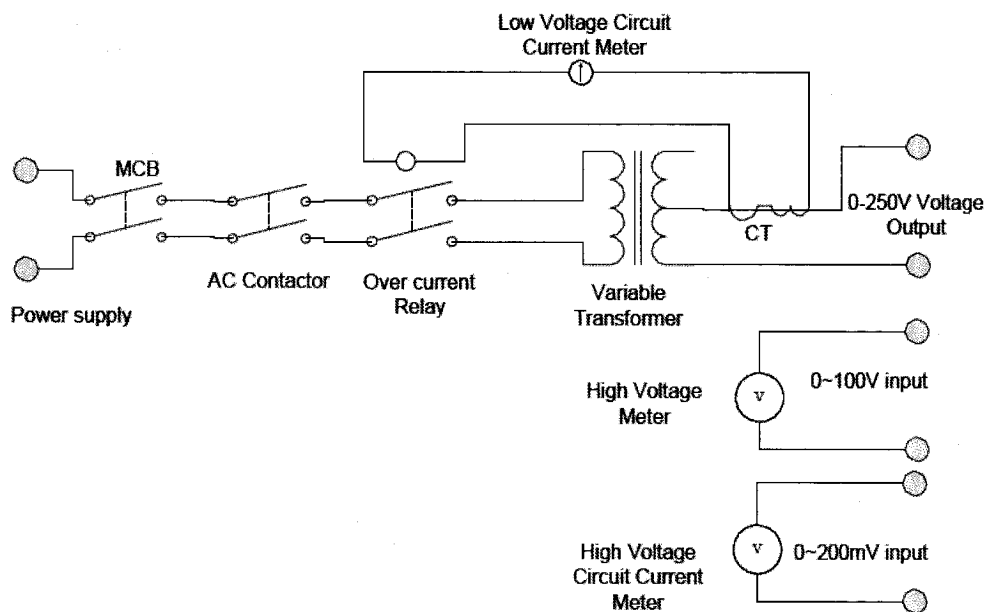 Low Voltage Circuit
Current Meter
MCB
0-250V Voltage
Output
CT
AC Contactor
Over current
Relay
Variable
Transformer
Power supply
High Voltage
Meter
v
0~100V input
High Voltage
Circuit Current
Meter
v
0~200mV input